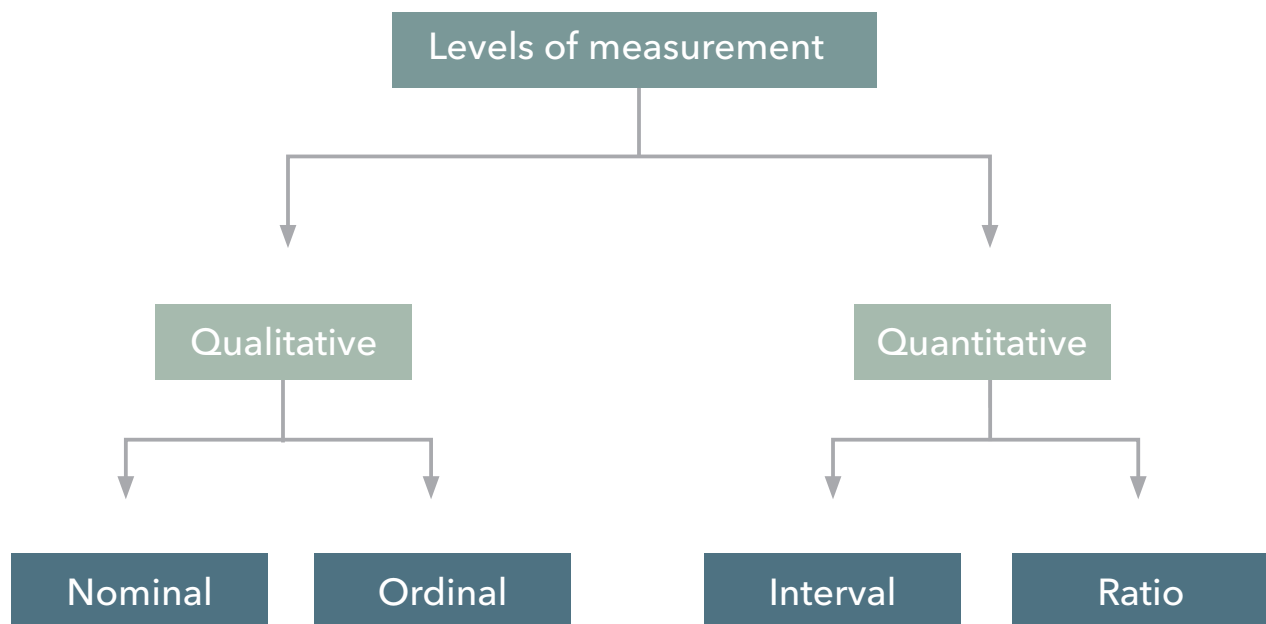 Levels of measurement
Qualitative
Quantitative
Nominal
Ordinal
Interval
Ratio